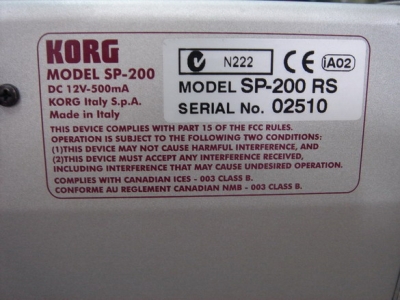 KORG
MODEL SP-200
DC 12V-500mA
KORG Italy S.p.A.
Made in Italy
N222 CE iA02
MODEL SP-200 RS
SERIAL No. 02510
THIS DEVICE COMPLIES WITH PART 15 OF THE FCC RULES.
OPERATION IS SUBJECT TO THE FOLLOWING TWO CONDITIONS:
(1)THIS DEVICE MAY NOT CAUSE HARMFUL INTERFERENCE, AND
(2)THIS DEVICE MUST ACCEPT ANY INTERFERENCE RECEIVED,
INCLUDING INTERFERENCE THAT MAY CAUSE UNDESIRED OPERATION.
COMPLIES WITH CANADIAN ICES - 003 CLASS B.
CONFORME AU REGLEMENT CANADIAN NMB - 003 CLASS B.